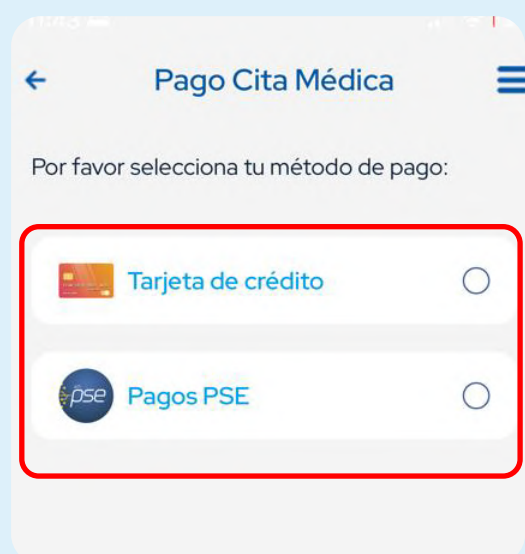 Pago Cita Médica
Por favor selecciona tu método de pago:
Tarjeta de crédito
pse
Pagos PSE